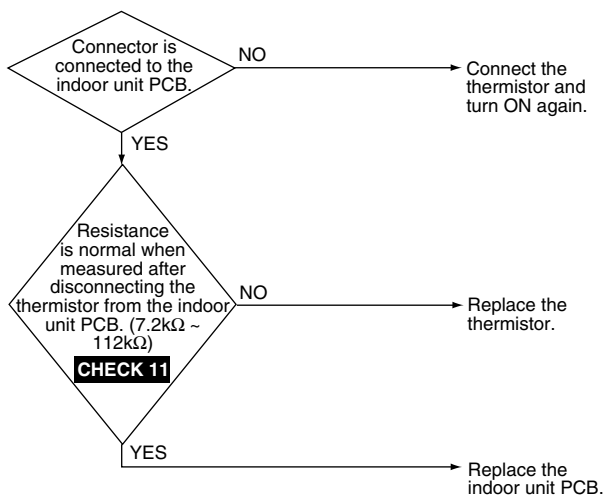 Connector is
connected to the
indoor unit PCB.
NO
Connect the
thermistor and
turn ON again.
YES
Resistance
is normal when
measured after
disconnecting the
thermistor from the indoor
unit PCB. (7.2kΩ ~
112kΩ)
CHECK 11
NO
Replace the
thermistor.
YES
Replace the
indoor unit PCB.